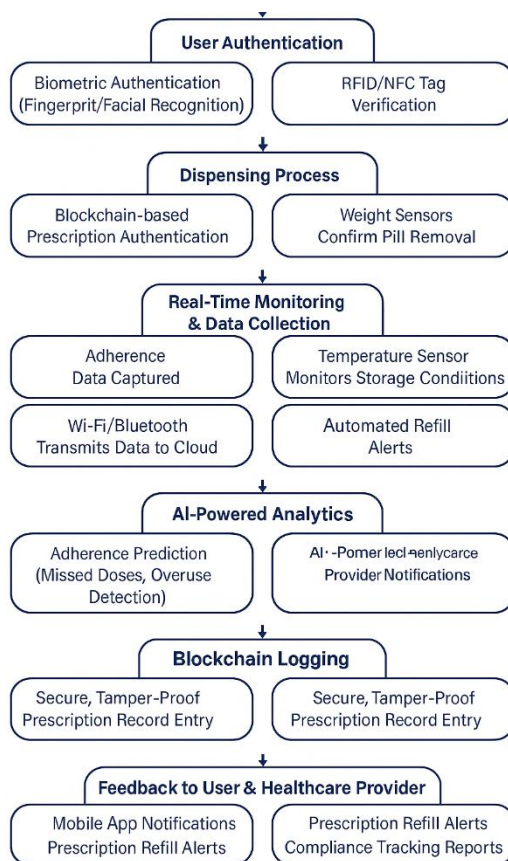 User Authentication
Biometric Authentication
(Fingerprit/Facial Recognition)
RFID/NFC Tag
Verification
Dispensing Process
Blockchain-based
Prescription Authentication
Weight Sensors
Confirm Pill Removal
Real-Time Monitoring
& Data Collection
Adherence
Data Captured
Temperature Sensor
Monitors Storage Condiitions
Wi-Fi/Bluetooth
Transmits Data to Cloud
Automated Refill
Alerts
AI-Powered Analytics
Adherence Prediction
(Missed Doses, Overuse
Detection)
Provider Notifications
Blockchain Logging
Secure, Tamper-Proof
Prescription Record Entry
Secure, Tamper-Proof
Prescription Record Entry
Feedback to User & Healthcare Provider
Mobile App Notifications
Prescription Refill Alerts
Prescription Refill Alerts
Compliance Tracking Reports